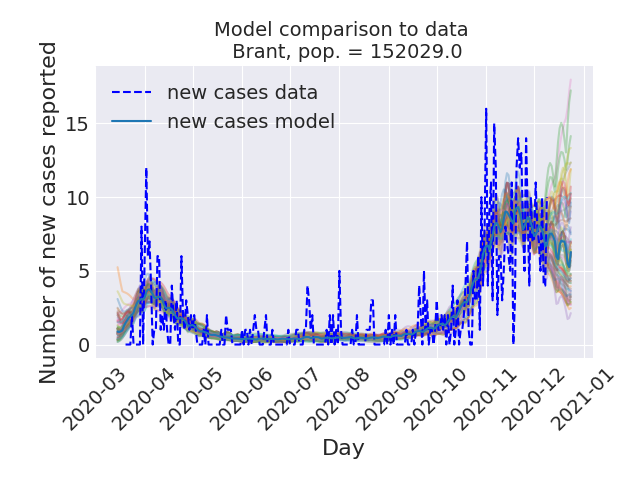 Model comparison to data
Brant, pop. = 152029.0
new cases data
new cases model
Number of new cases reported
15
10
5
0
2020-03
2020-04
2020-05
2020-06
2020-07
2020-08
2020-09
2020-10
2020-11
2020-12
2021-01
Day